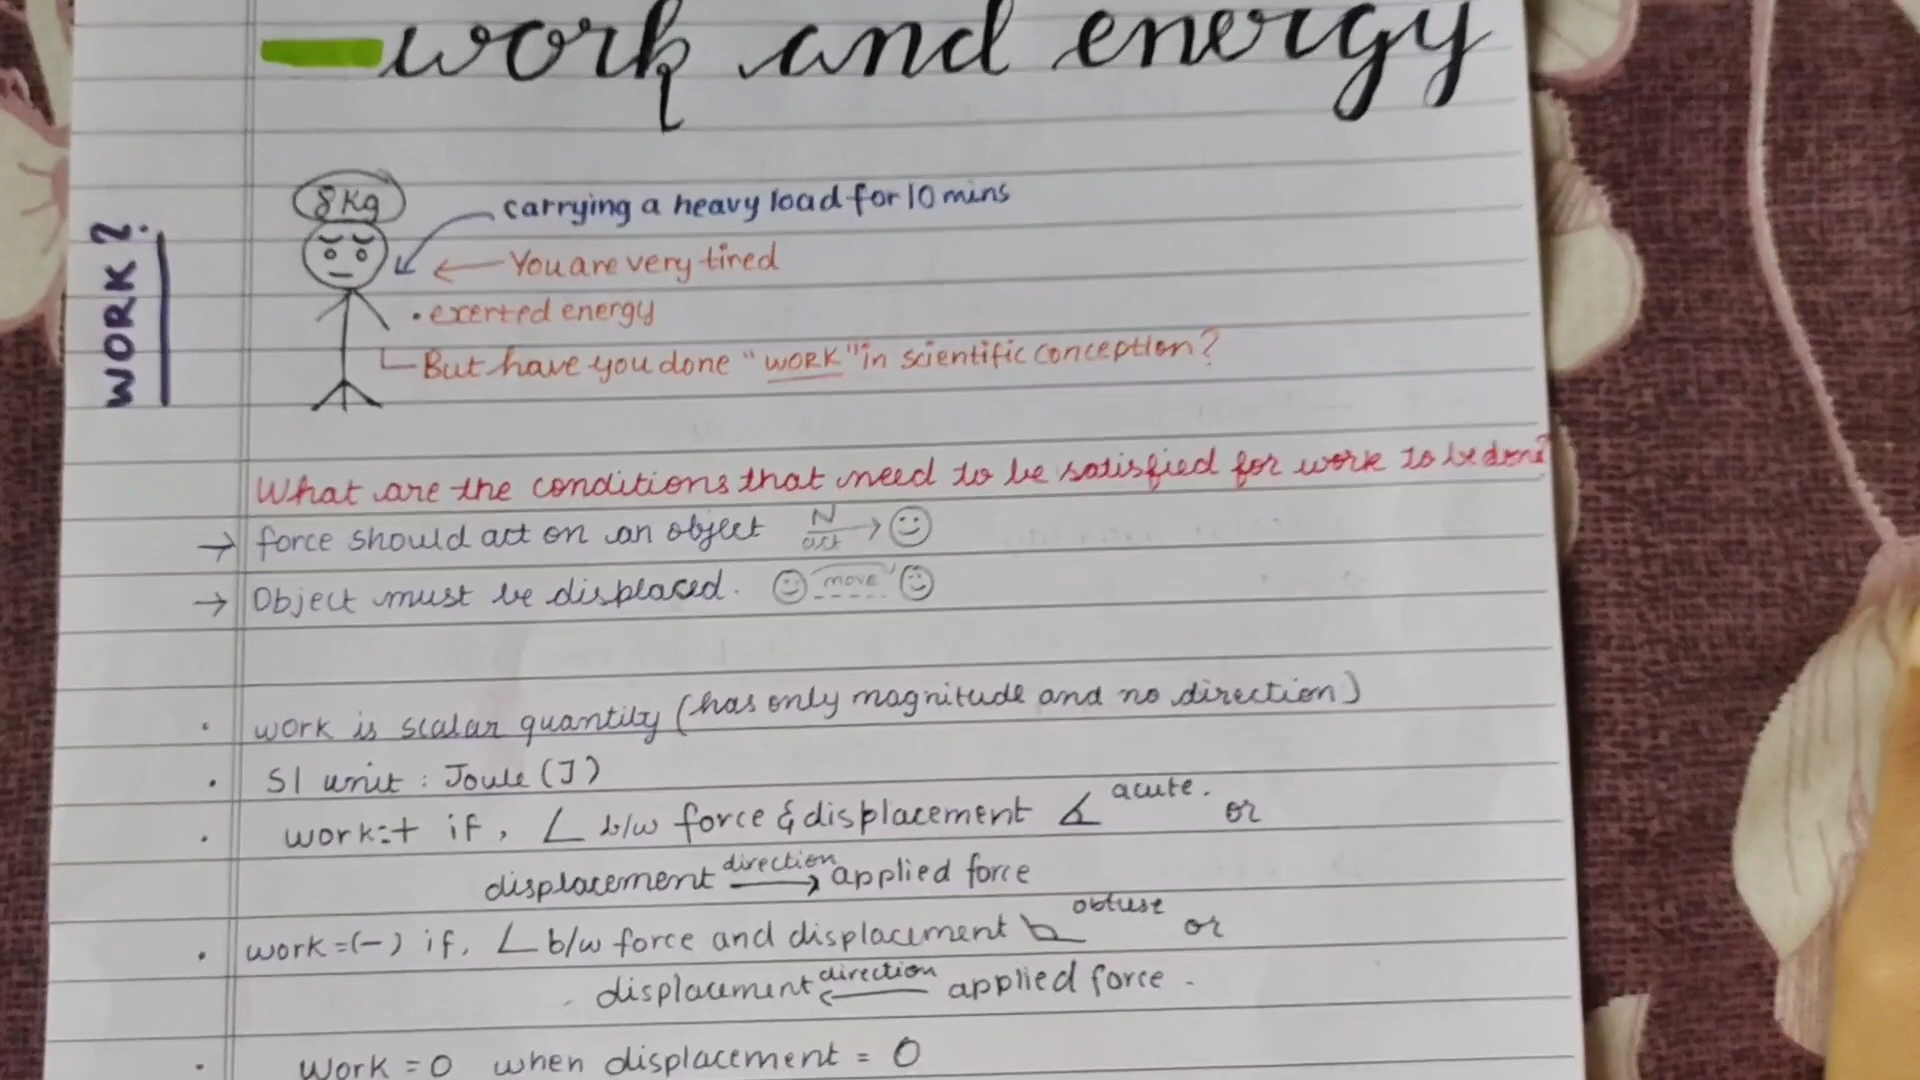 work and energy
WORK?
8Kg
carrying a heavy load for 10 mins
You are very tired
• exerted energy
But have you done "WORK" in scientific conception?
What are the conditions that need to be satisfied for work to be done?
→ force should act on an object N act →
→ Object must be displaced. move
• work is scalar quantity (has only magnitude and no direction)
• SI unit : Joule (J)
• work=+ if, ∠ b/w force & displacement acute. or
displacement direction → applied force
• work=(-) if, ∠ b/w force and displacement obtuse or
displacement direction ← applied force.
• Work = 0 when displacement = 0